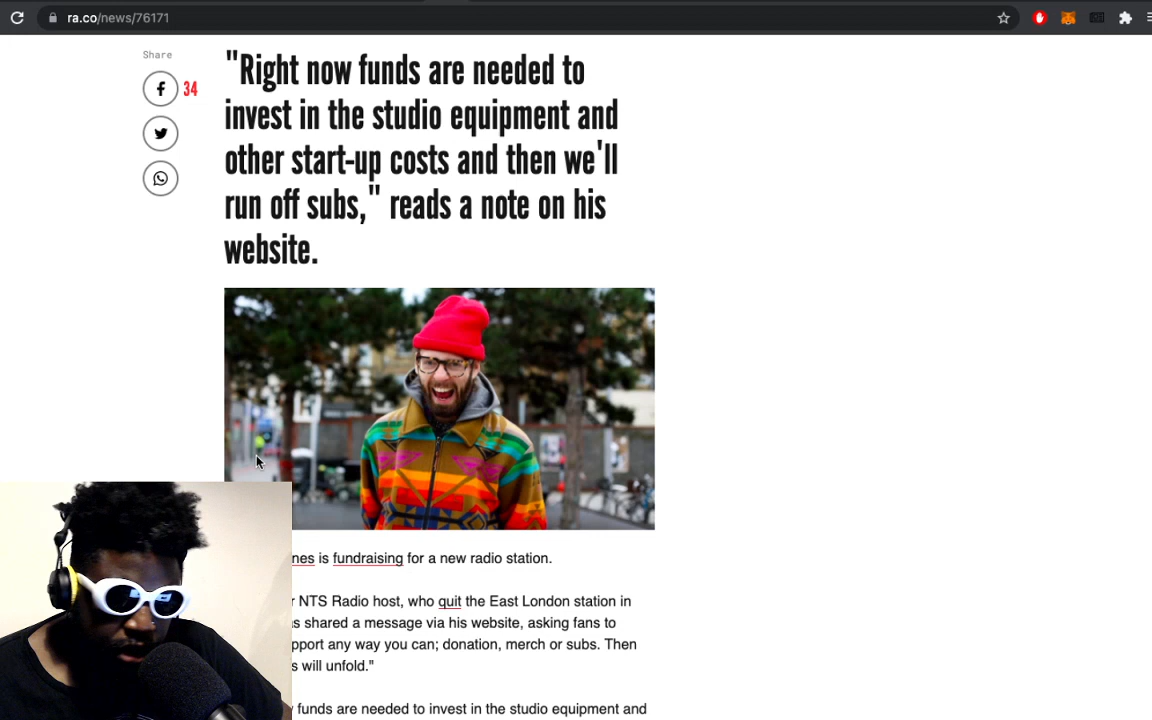 ra.co/news/76171
Share
34
"Right now funds are needed to
invest in the studio equipment and
other start-up costs and then we'll
run off subs," reads a note on his
website.
nes is fundraising for a new radio station.
NTS Radio host, who quit the East London station in
s shared a message via his website, asking fans to
pport any way you can; donation, merch or subs. Then
s will unfold."
funds are needed to invest in the studio equipment and